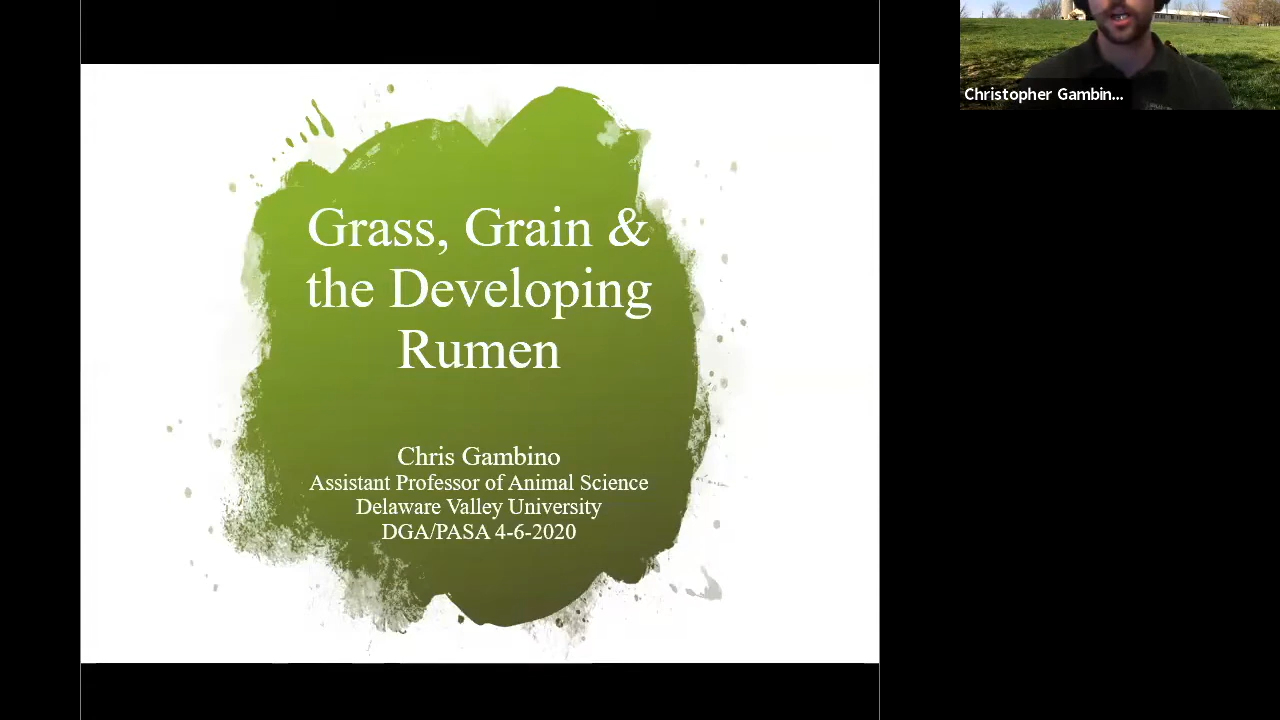 Grass, Grain &
the Developing
Rumen
Chris Gambino
Assistant Professor of Animal Science
Delaware Valley University
DGA/PASA 4-6-2020
Christopher Gambin...